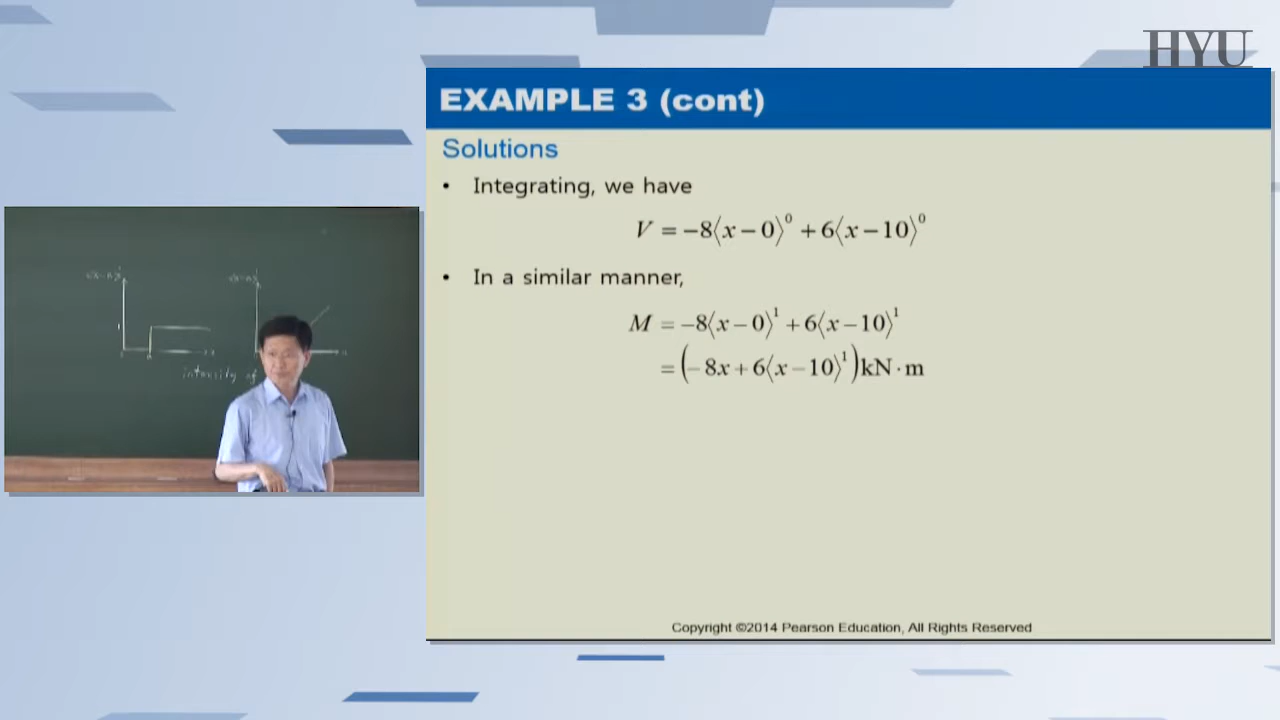 HYU
EXAMPLE 3 (cont)
Solutions
• Integrating, we have
V = −8⟨x−0⟩⁰ + 6⟨x−10⟩⁰
• In a similar manner,
M = −8⟨x−0⟩¹ + 6⟨x−10⟩¹
= (−8x + 6⟨x−10⟩¹)kN·m
intensity of
Copyright ©2014 Pearson Education, All Rights Reserved